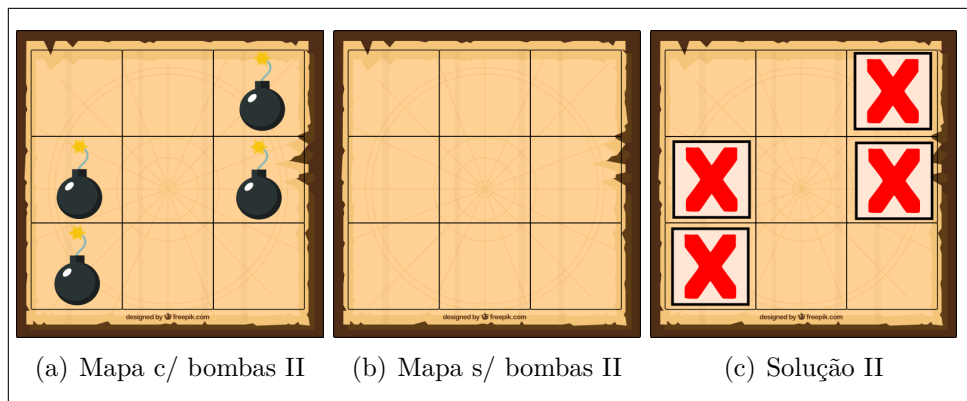 designed by freepik.com
designed by freepik.com
designed by freepik.com
(a) Mapa c/ bombas II
(b) Mapa s/ bombas II
(c) Solução II